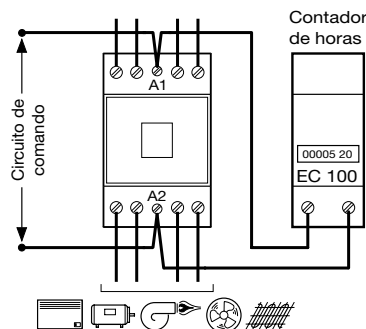 Contador
de horas
A1
Circuito de
comando
00005 20
EC 100
A2